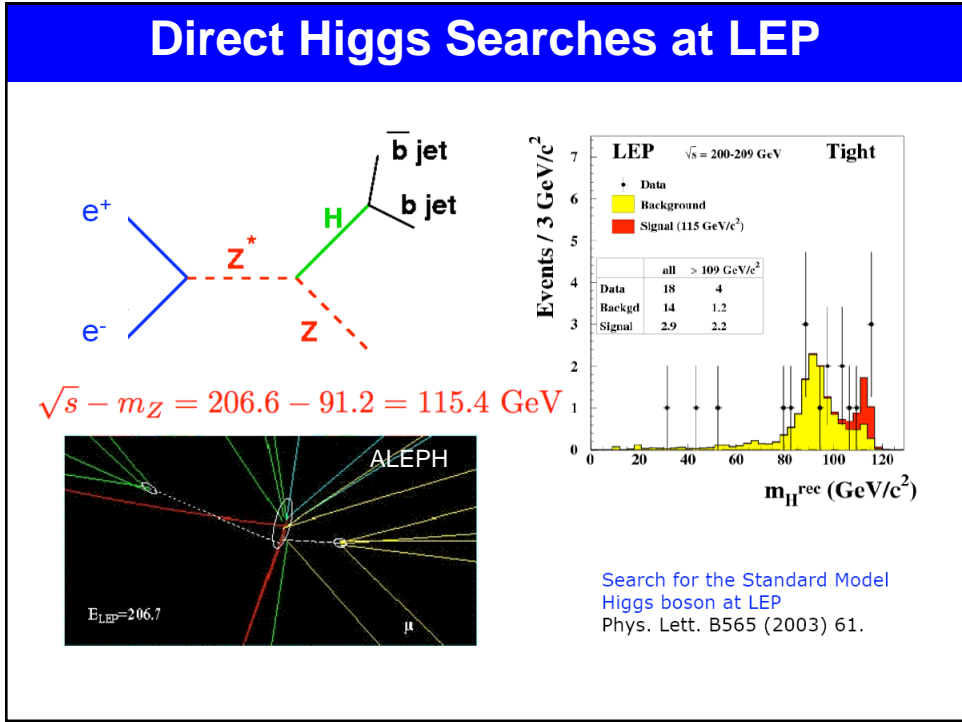 Direct Higgs Searches at LEP
e+
e-
Z*
Z
H
b̅ jet
b jet
√s − m_Z = 206.6 − 91.2 = 115.4 GeV
ALEPH
E_LEP=206.7
μ
Events / 3 GeV/c²
LEP √s = 200-209 GeV Tight
Data
Background
Signal (115 GeV/c²)
all > 109 GeV/c²
Data 18 4
Backgd 14 1.2
Signal 2.9 2.2
7
6
5
4
3
2
1
0
0 20 40 60 80 100 120
m_H^rec (GeV/c²)
Search for the Standard Model
Higgs boson at LEP
Phys. Lett. B565 (2003) 61.